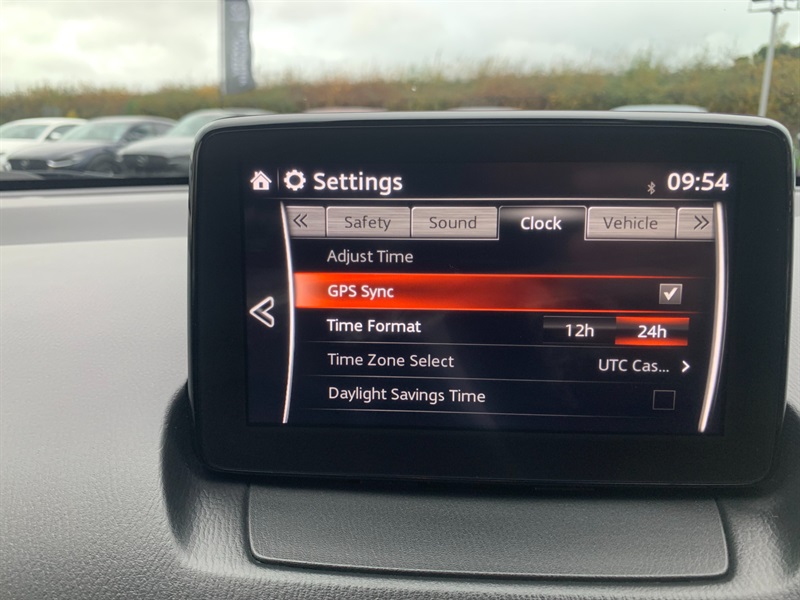 Settings 09:54
Safety Sound Clock Vehicle
Adjust Time
GPS Sync
Time Format 12h 24h
Time Zone Select UTC Cas...
Daylight Savings Time